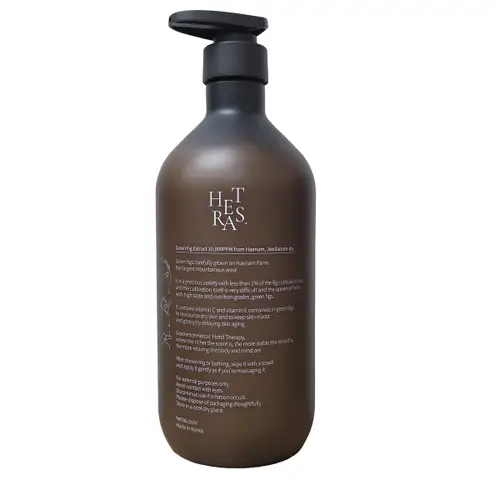 HETRAS.
Green Fig Extract 10,000PPM from Haenam, Jeollanam-do
Green figs carefully grown on Haenam Farm,
the largest mountainous area!
It is a precious variety with less than 2% of the fig cultivation area,
and the cultivation itself is very difficult and the queen of fruits
with high taste and nutrition grades, green figs.
It contains vitamin C and vitamin E contained in green figs
to moisturize dry skin and to keep skin elastic
and glossy by delaying skin aging.
Experience Hetras' Hotel Therapy,
where the richer the scent is, the more stable the mind is,
the more relaxing the body and mind are.
After showering or bathing, wipe it with a towel
and apply it gently as if you're massaging it.
For external purposes only.
Avoid contact with eyes.
Discontinue use if irritation occurs.
Please dispose of packaging thoughtfully.
Store in a cool dry place.
Made in Korea